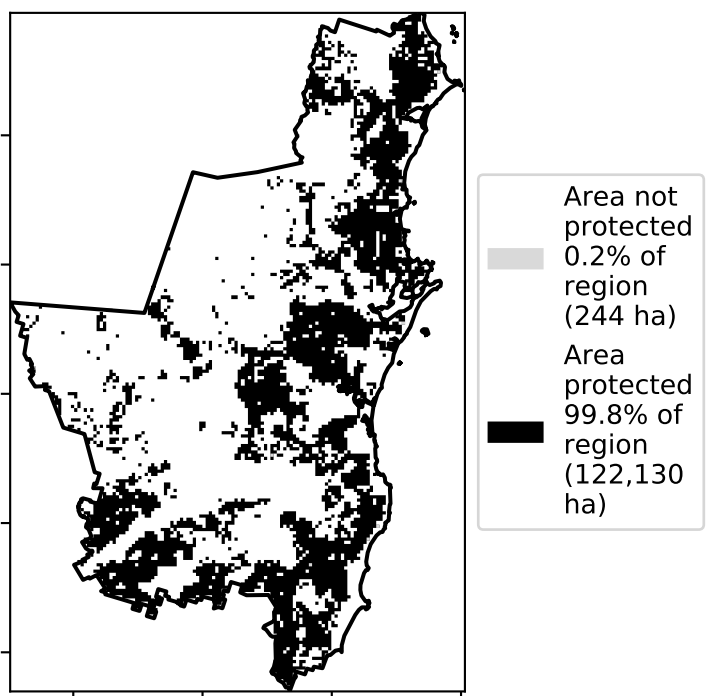 Area not
protected
0.2% of
region
(244 ha)
Area
protected
99.8% of
region
(122,130
ha)